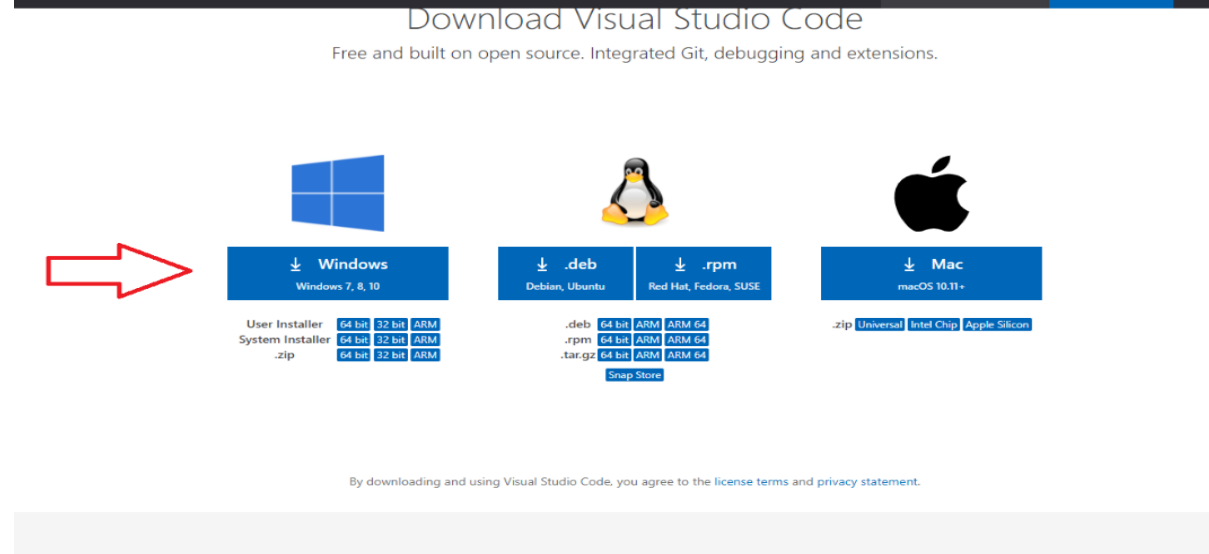 Download Visual Studio Code
Free and built on open source. Integrated Git, debugging and extensions.
Windows
Windows 7, 8, 10
User Installer 64 bit 32 bit ARM
System Installer 64 bit 32 bit ARM
.zip 64 bit 32 bit ARM
.deb
Debian, Ubuntu
.rpm
Red Hat, Fedora, SUSE
.deb 64 bit ARM ARM 64
.rpm 64 bit ARM ARM 64
.tar.gz 64 bit ARM ARM 64
Snap Store
Mac
macOS 10.11+
.zip Universal Intel Chip Apple Silicon
By downloading and using Visual Studio Code, you agree to the license terms and privacy statement.